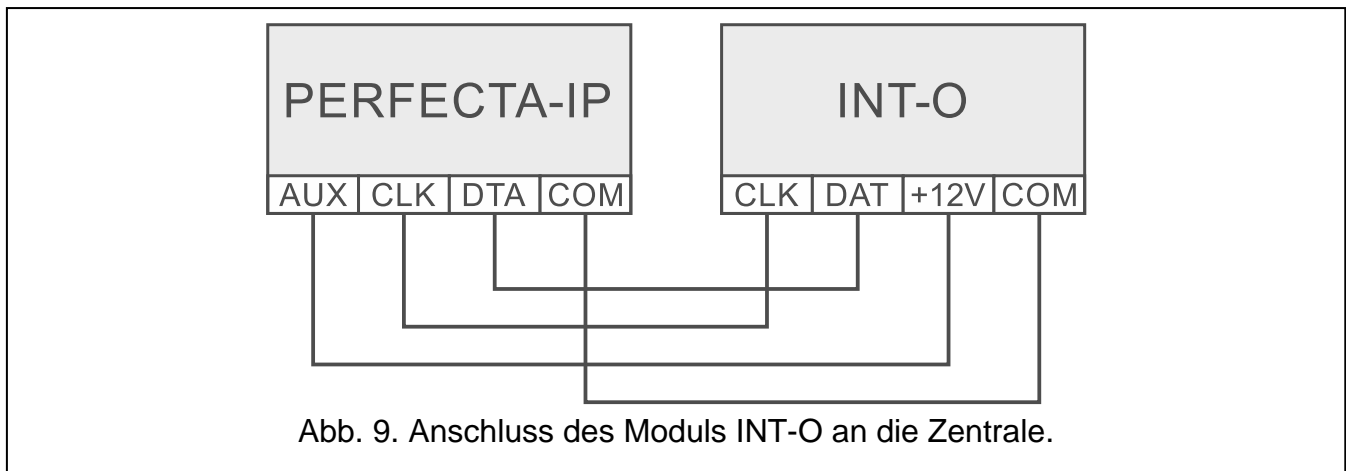 PERFECTA-IP INT-O
AUX CLK DTA COM CLK DAT +12V COM
Abb. 9. Anschluss des Moduls INT-O an die Zentrale.